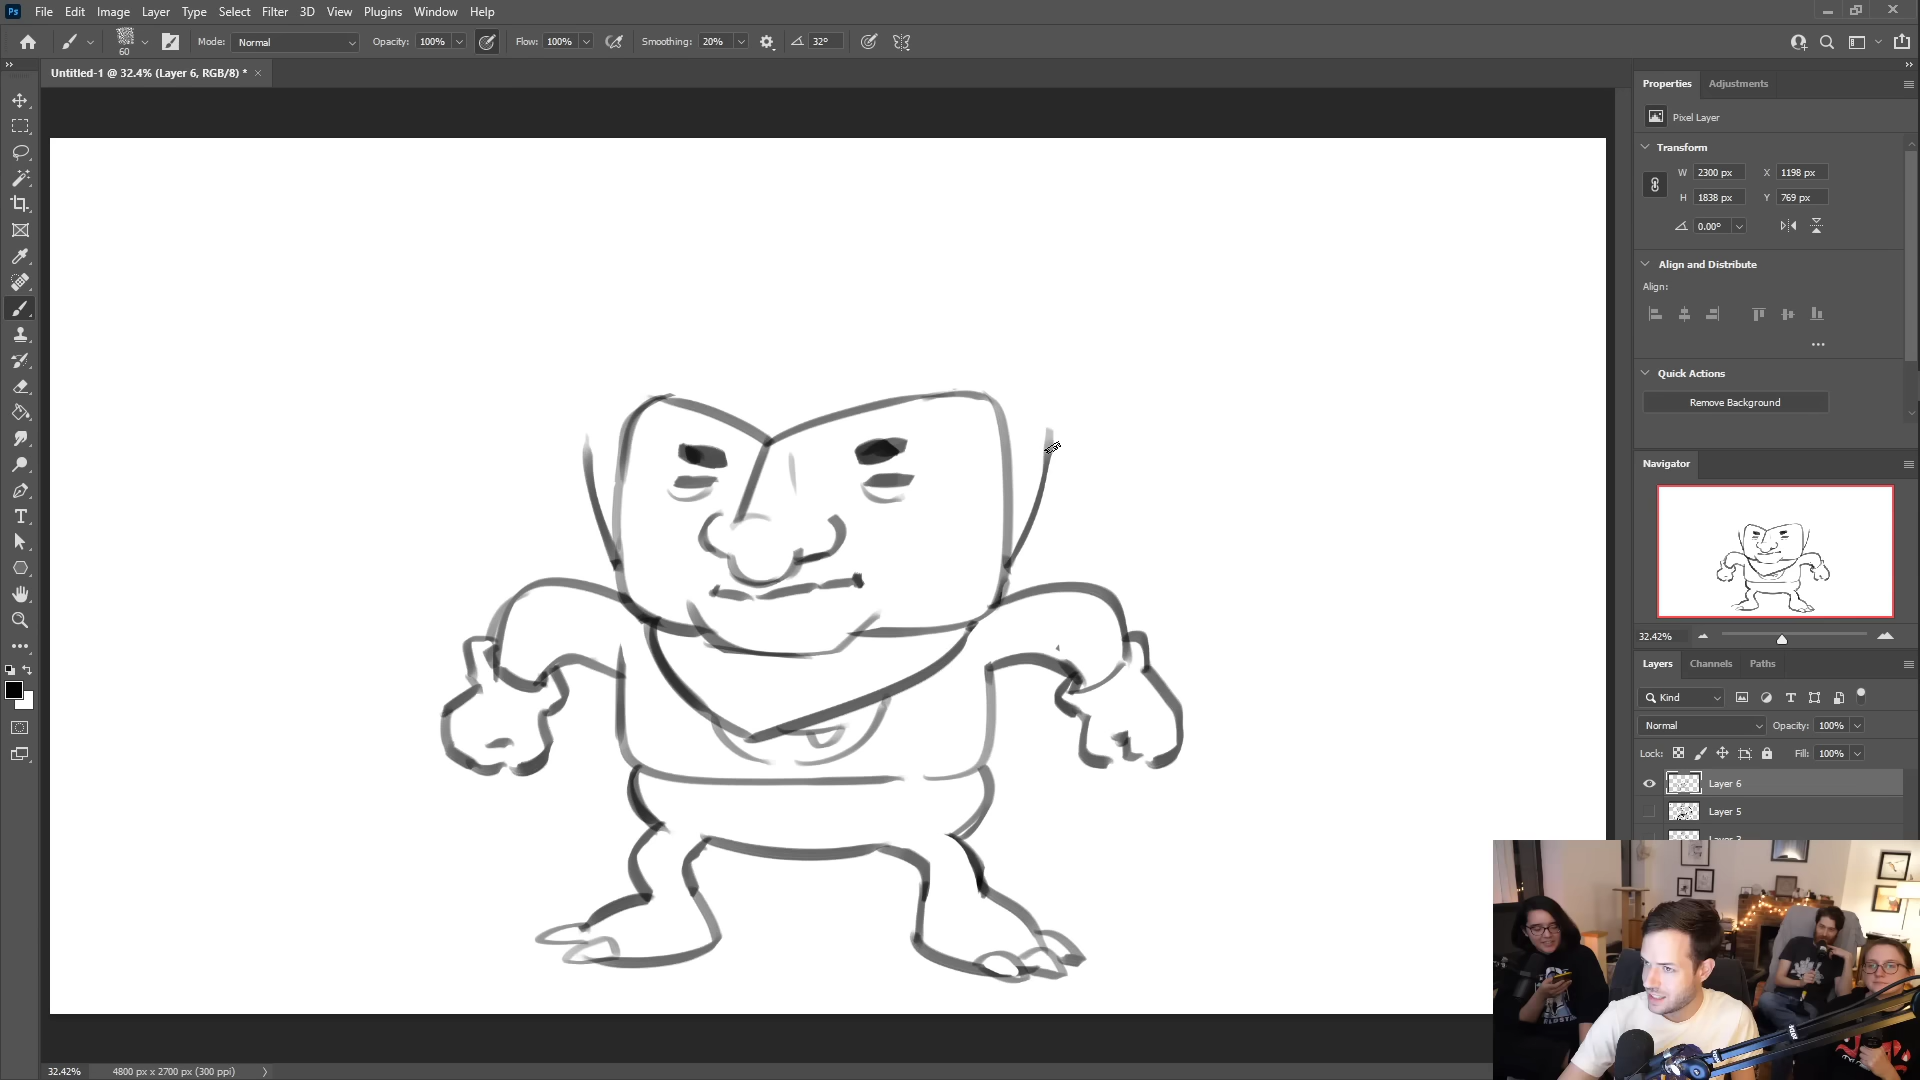 Ps File Edit Image Layer Type Select Filter 3D View Plugins Window Help
60 Mode: Normal Opacity: 100% Flow: 100% Smoothing: 20% 32°
Untitled-1 @ 32.4% (Layer 6, RGB/8) *
Properties Adjustments
Pixel Layer
Transform
W 2300 px X 1198 px
H 1838 px Y 769 px
0.00°
Align and Distribute
Align:
Quick Actions
Remove Background
Navigator
32.42%
Layers Channels Paths
Kind
Normal Opacity: 100%
Lock: Fill: 100%
Layer 6
Layer 5
32.42% 4800 px x 2700 px (300 ppi)